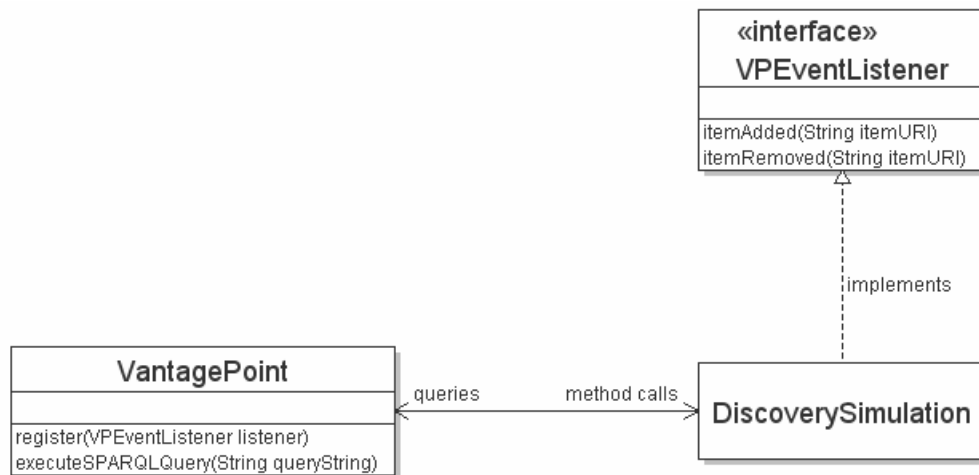 «interface»
VPEventListener
itemAdded(String itemURI)
itemRemoved(String itemURI)
implements
VantagePoint
register(VPEventListener listener)
executeSPARQLQuery(String queryString)
queries
method calls
DiscoverySimulation